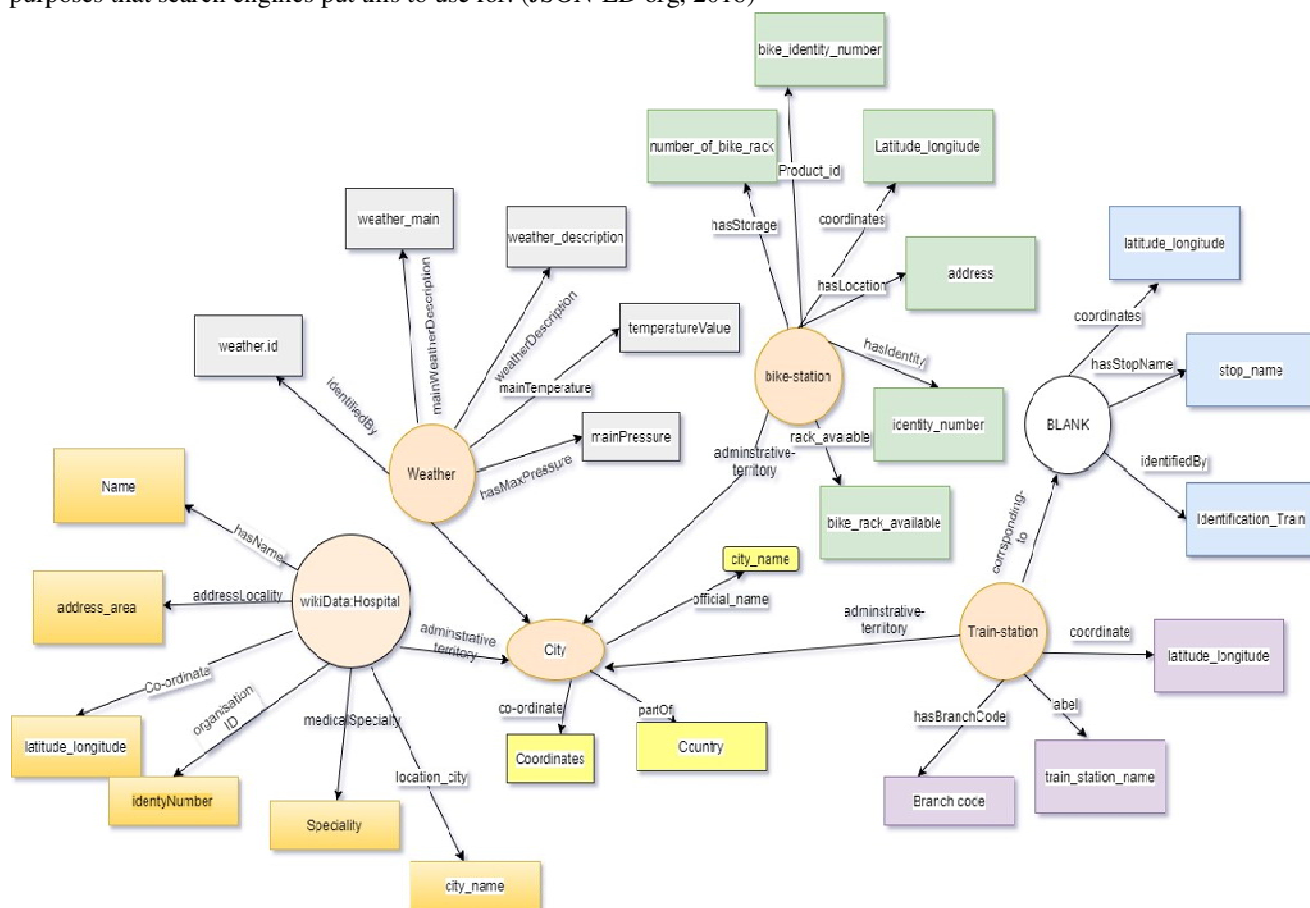 purposes that search engines put this to use for. (JSON-LD org, 2018)
bike_identity_number
number_of_bike_rack
Latitude_longitude
Product_id
hasStorage
coordinates
address
hasLocation
bike-station
hasIdentity
identity_number
rack_avaiable
bike_rack_available
adminstrative-
territory
weather_main
weather_description
weather.id
temperatureValue
mainPressure
mainWeatherDescription
weatherDescription
identifiedBy
mainTemperature
hasMaxPressure
Weather
latitude_longitude
coordinates
stop_name
hasStopName
BLANK
identifiedBy
Identification_Train
corrsponding-
to
Name
hasName
address_area
addressLocality
wikiData:Hospital
adminstrative
territory
Co-ordinate
latitude_longitude
organisation
ID
identyNumber
medicalSpecialty
Speciality
location_city
city_name
City
city_name
official_name
co-ordinate
Coordinates
partOf
Country
adminstrative-
territory
Train-station
coordinate
latitude_longitude
hasBranchCode
Branch code
label
train_station_name